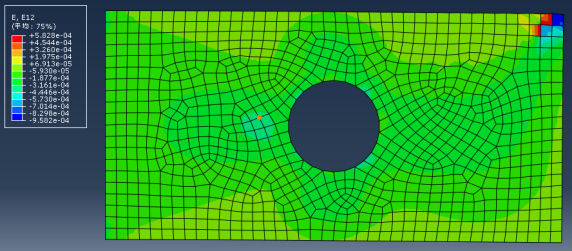 E, E12
(平均: 75%)
+5.828e-04
+4.544e-04
+3.260e-04
+1.975e-04
+6.913e-05
-5.930e-05
-1.877e-04
-3.161e-04
-4.446e-04
-5.730e-04
-7.014e-04
-8.298e-04
-9.582e-04